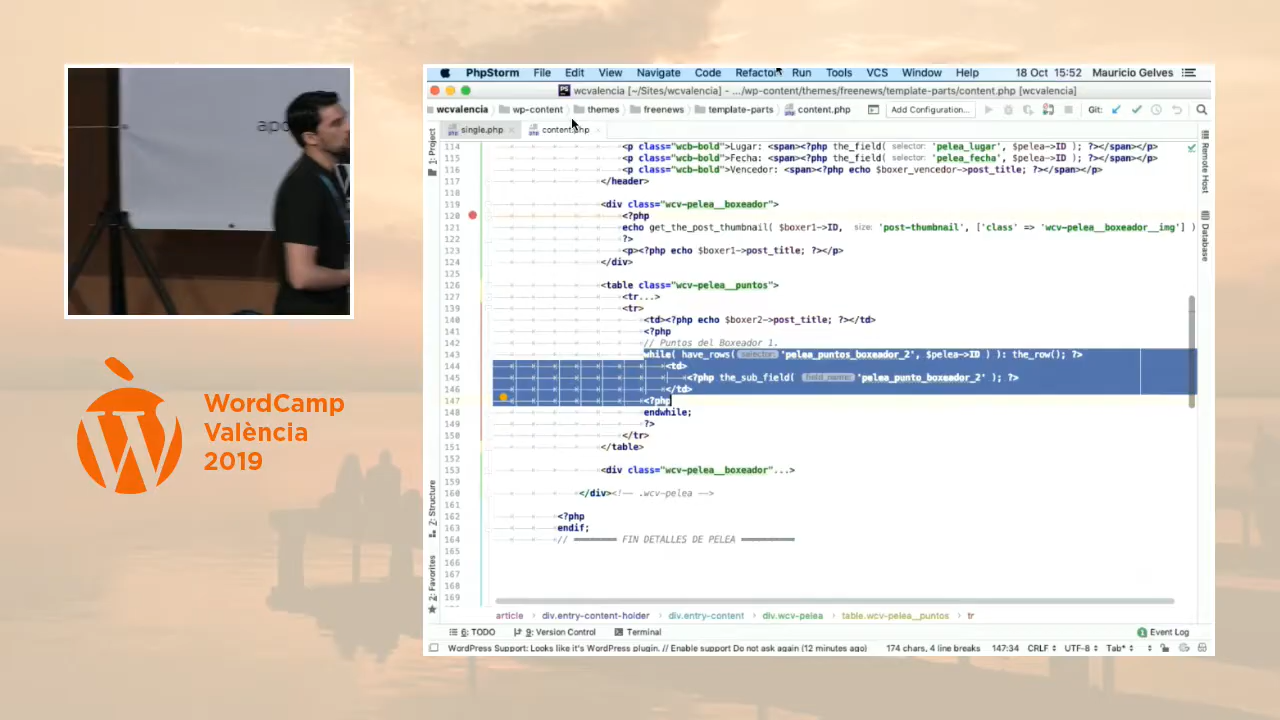 apo
WordCamp
València
2019
PhpStorm File Edit View Navigate Code Refactor Run Tools VCS Window Help 18 Oct 15:52 Mauricio Gelves
wcvalencia [~/Sites/wcvalencia] - .../wp-content/themes/freenews/template-parts/content.php [wcvalencia]
wcvalencia wp-content themes freenews template-parts content.php Add Configuration... Git:
single.php content.php
1: Project
Remote Host
Database
7: Structure
2: Favorites
114 <p class="wcb-bold">Lugar: <span><?php the_field( selector: 'pelea_lugar', $pelea->ID ); ?></span></p>
115 <p class="wcb-bold">Fecha: <span><?php the_field( selector: 'pelea_fecha', $pelea->ID ); ?></span></p>
116 <p class="wcb-bold">Vencedor: <span><?php echo $boxer_vencedor->post_title; ?></span></p>
117 </header>
118
119 <div class="wcv-pelea__boxeador">
120 <?php
121 echo get_the_post_thumbnail( $boxer1->ID, size: 'post-thumbnail', ['class' => 'wcv-pelea__boxeador__img'] )
122 ?>
123 <p><?php echo $boxer1->post_title; ?></p>
124 </div>
125
126 <table class="wcv-pelea__puntos">
127 <tr...>
139 <tr>
140 <td><?php echo $boxer2->post_title; ?></td>
141 <?php
142 // Puntos del Boxeador 1.
143 while( have_rows( selector: 'pelea_puntos_boxeador_2', $pelea->ID ) ): the_row(); ?>
144 <td>
145 <?php the_sub_field( field_name: 'pelea_punto_boxeador_2' ); ?>
146 </td>
147 <?php
148 endwhile;
149 ?>
150 </tr>
151 </table>
152
153 <div class="wcv-pelea__boxeador"...>
159
160 </div><!-- .wcv-pelea -->
161
162 <?php
163 endif;
164 // ======== FIN DETALLES DE PELEA ==========
165
166
167
168
169
article › div.entry-content-holder › div.entry-content › div.wcv-pelea › table.wcv-pelea__puntos › tr
6: TODO 9: Version Control Terminal 1 Event Log
WordPress Support: Looks like it's WordPress plugin. // Enable support Do not ask again (12 minutes ago) 174 chars, 4 line breaks 147:34 CRLF UTF-8 Tab*